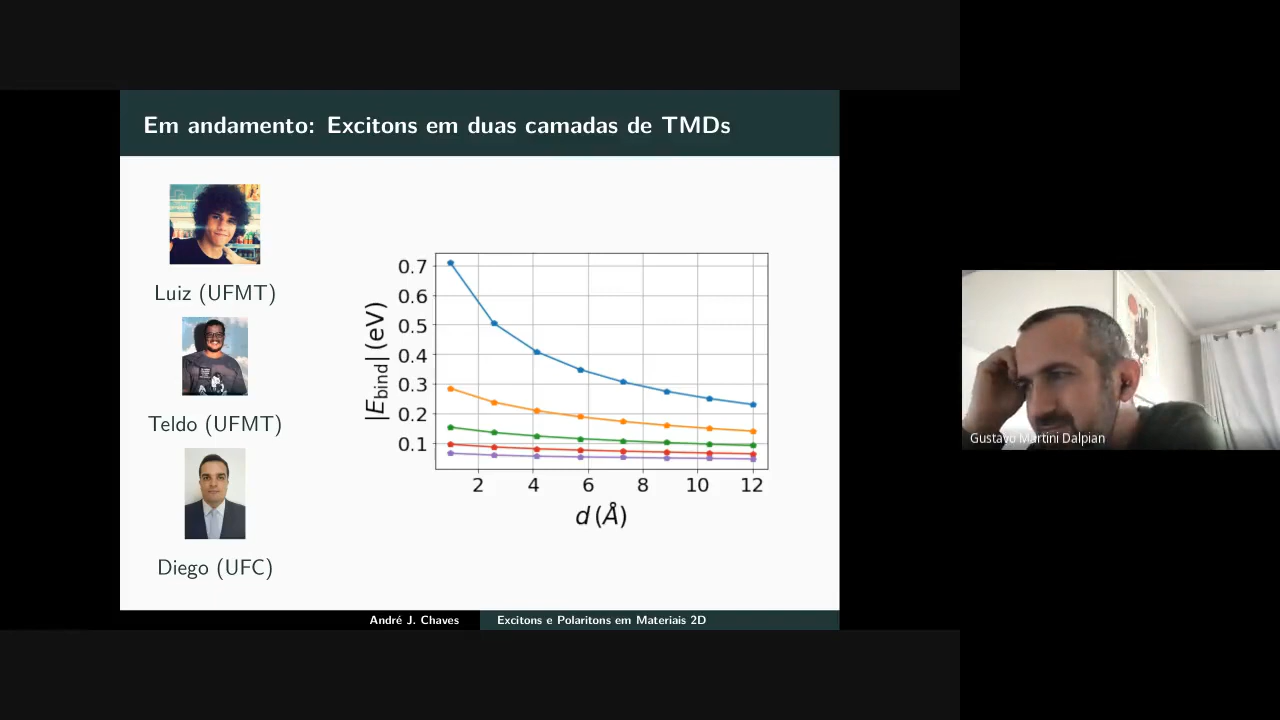 Em andamento: Excitons em duas camadas de TMDs
Luiz (UFMT)
Teldo (UFMT)
Diego (UFC)
0.7
0.6
0.5
0.4
0.3
0.2
0.1
|E_bind| (eV)
2 4 6 8 10 12
d (Å)
André J. Chaves Excitons e Polaritons em Materiais 2D
Gustavo Martini Dalpian